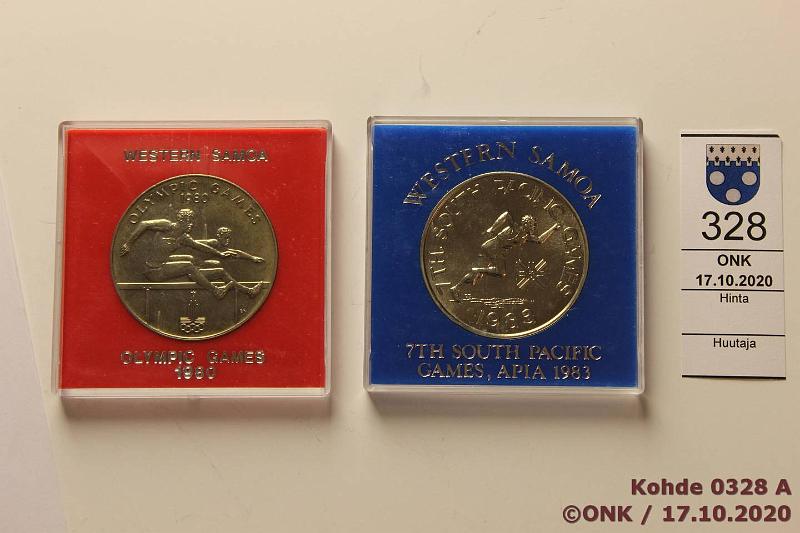 WESTERN SAMOA
OLYMPIC GAMES
1980
OLYMPIC GAMES
1980
WESTERN SAMOA
7TH SOUTH PACIFIC GAMES
1983
7TH SOUTH PACIFIC
GAMES, APIA 1983
328
ONK
17.10.2020
Hinta
Huutaja
Kohde 0328 A
©ONK / 17.10.2020